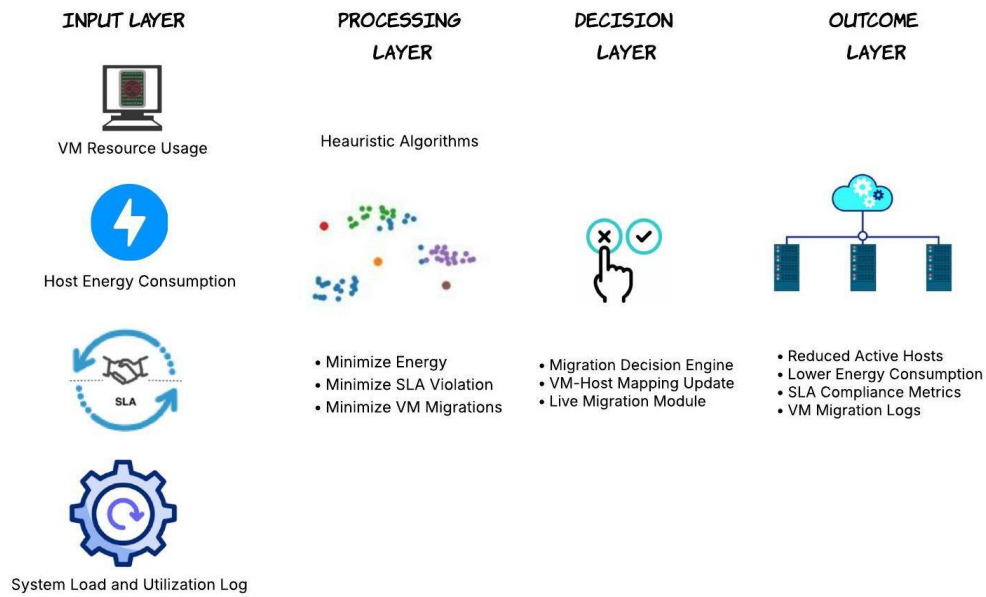 INPUT LAYER
VM Resource Usage
Host Energy Consumption
SLA
System Load and Utilization Log
PROCESSING
LAYER
Heauristic Algorithms
• Minimize Energy
• Minimize SLA Violation
• Minimize VM Migrations
DECISION
LAYER
• Migration Decision Engine
• VM-Host Mapping Update
• Live Migration Module
OUTCOME
LAYER
• Reduced Active Hosts
• Lower Energy Consumption
• SLA Compliance Metrics
• VM Migration Logs